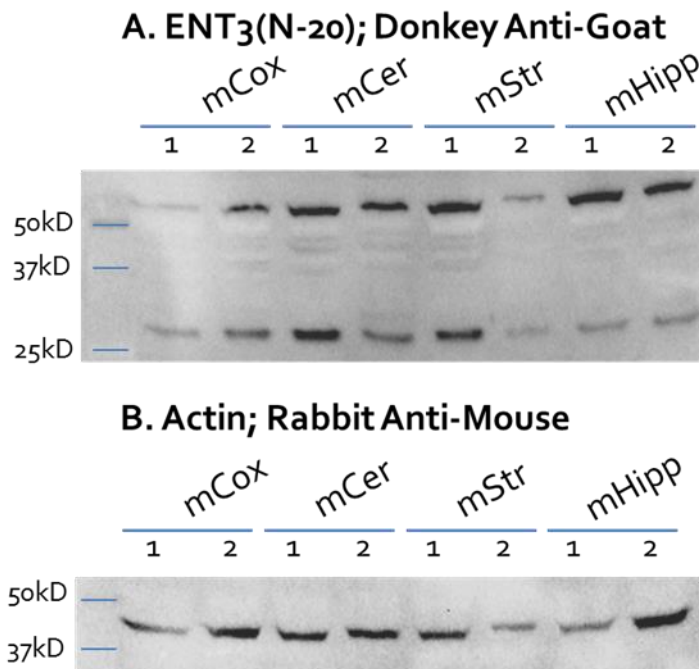 A. ENT3(N-20); Donkey Anti-Goat
mCox mCer mStr mHipp
1 2 1 2 1 2 1 2
50kD
37kD
25kD
B. Actin; Rabbit Anti-Mouse
mCox mCer mStr mHipp
1 2 1 2 1 2 1 2
50kD
37kD